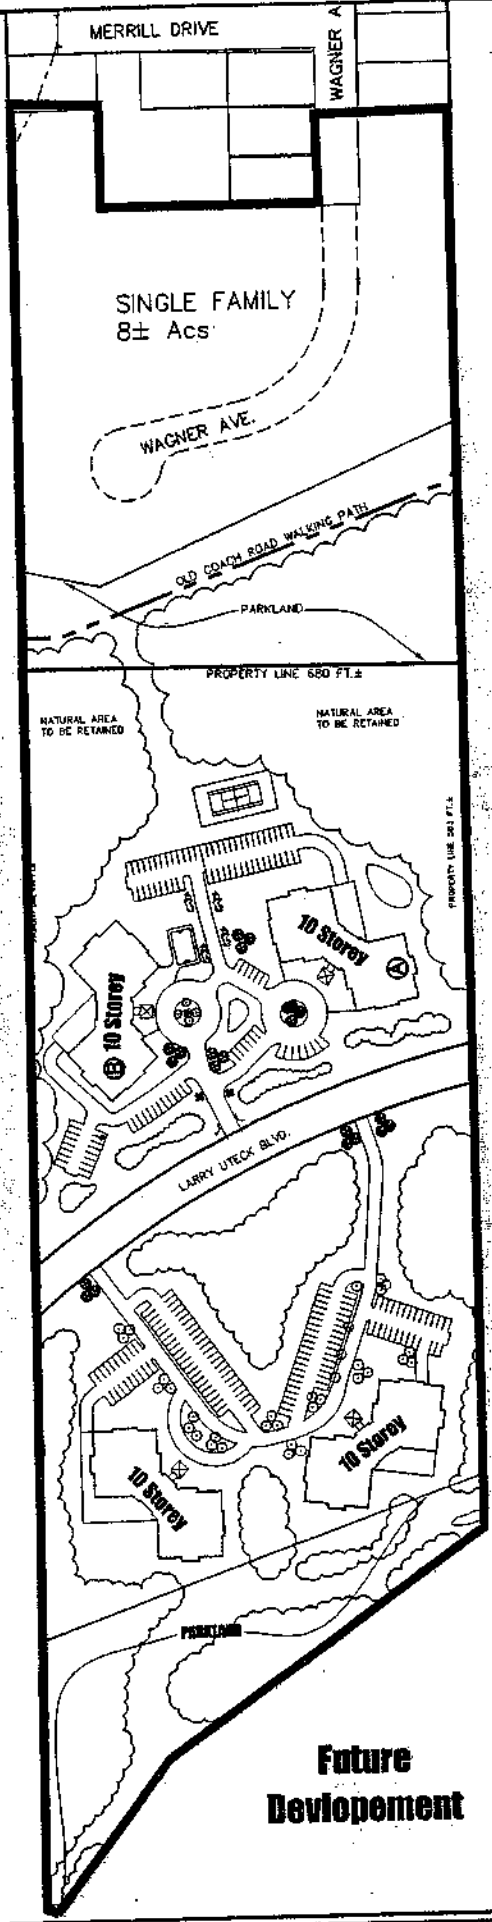 MERRILL DRIVE
WAGNER A
SINGLE FAMILY
8± Acs
WAGNER AVE.
OLD COACH ROAD WALKING PATH
PARKLAND
PROPERTY LINE 680 FT.±
NATURAL AREA
TO BE RETAINED
NATURAL AREA
TO BE RETAINED
PROPERTY LINE
10 Storey
A
10 Storey
B
LARRY UTECK BLVD.
10 Storey
10 Storey
PARKLAND
Future
Devlopement